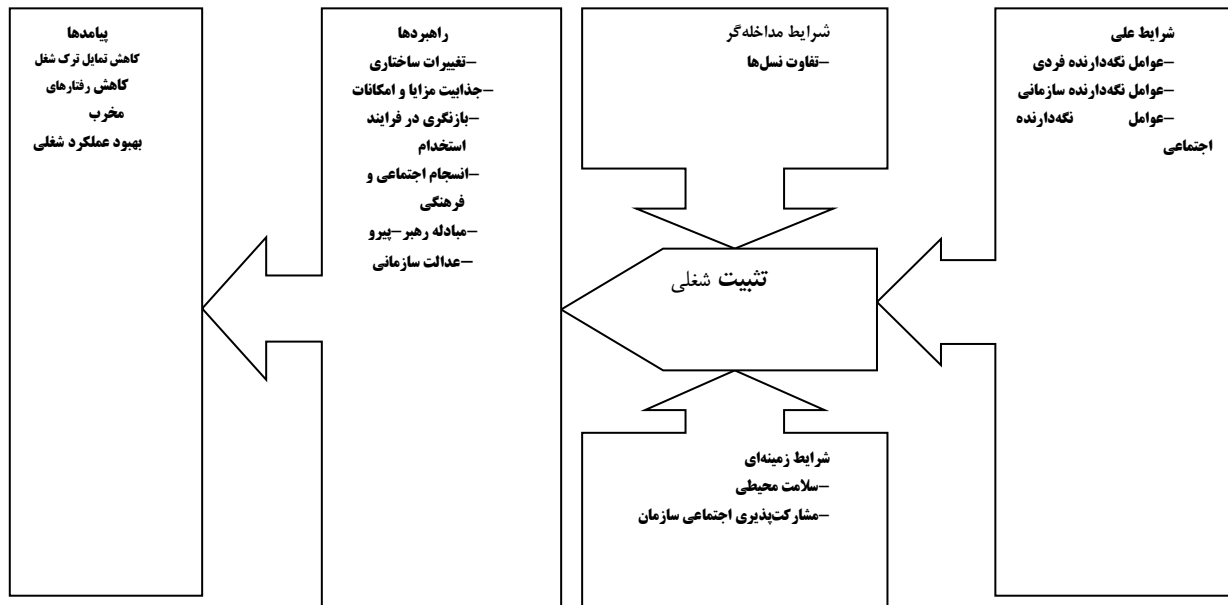 شرایط علی
–عوامل نگه‌دارنده فردی
–عوامل نگه‌دارنده سازمانی
–عوامل نگه‌دارنده
اجتماعی
شرایط مداخله‌گر
–تفاوت نسل‌ها
تثبیت شغلی
شرایط زمینه‌ای
–سلامت محیطی
–مشارکت‌پذیری اجتماعی سازمان
راهبردها
–تغییرات ساختاری
–جذابیت مزایا و امکانات
–بازنگری در فرایند
استخدام
–انسجام اجتماعی و
فرهنگی
–مبادله رهبر–پیرو
–عدالت سازمانی
پیامدها
کاهش تمایل ترک شغل
کاهش رفتارهای
مخرب
بهبود عملکرد شغلی